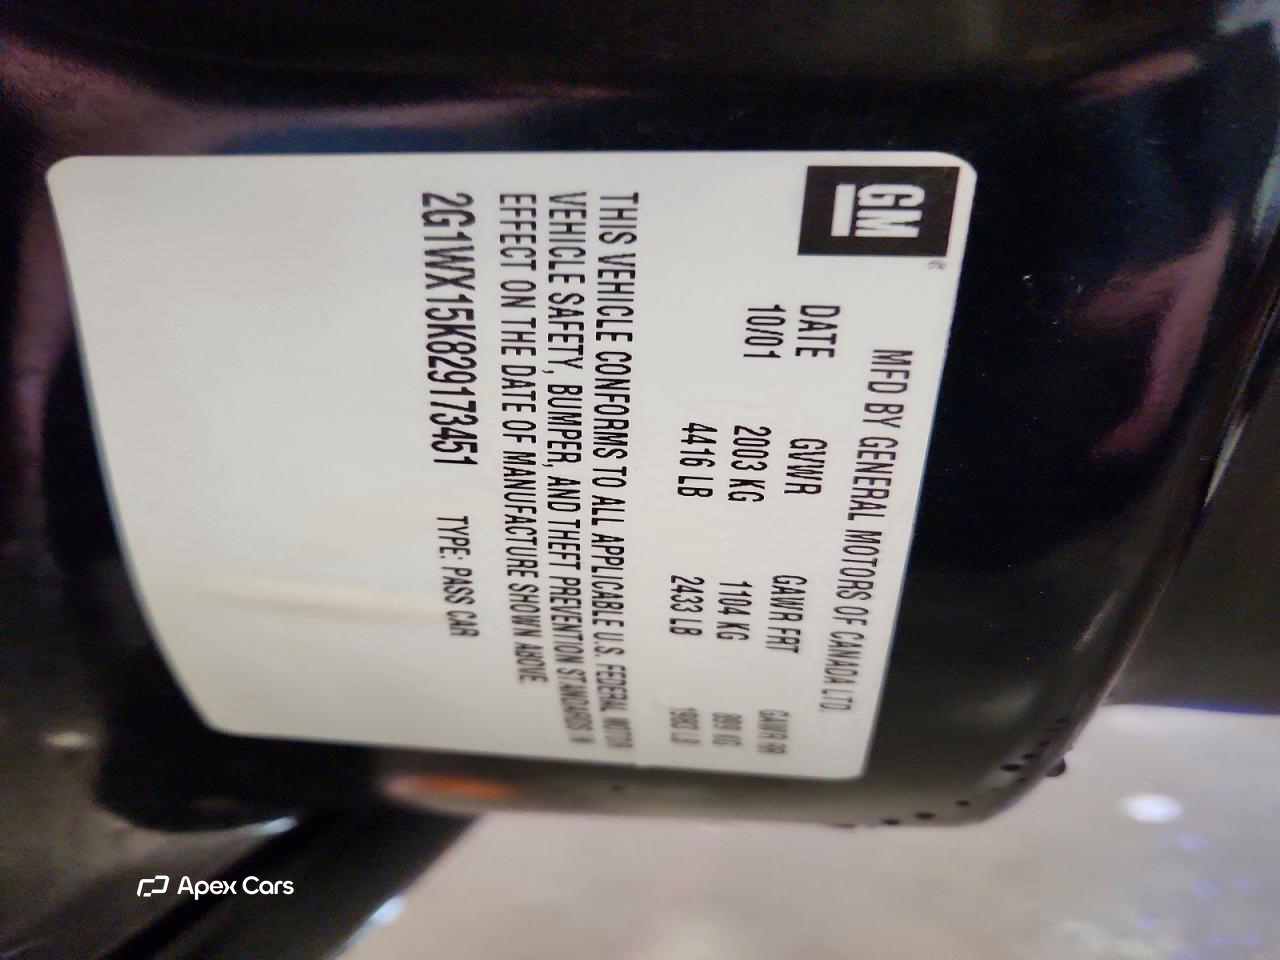 GM
MFD BY GENERAL MOTORS OF CANADA LTD.
DATE GVWR GAWR FRT GAWR RR
10/01 2003 KG 1104 KG 899 KG
4416 LB 2433 LB 1982 LB
THIS VEHICLE CONFORMS TO ALL APPLICABLE U.S. FEDERAL MOTOR
VEHICLE SAFETY, BUMPER, AND THEFT PREVENTION STANDARDS IN
EFFECT ON THE DATE OF MANUFACTURE SHOWN ABOVE.
2G1WX15K829173451 TYPE: PASS CAR
Apex Cars